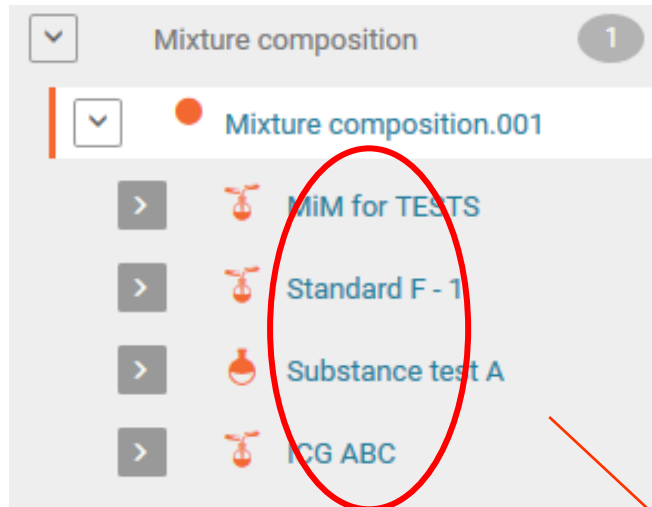 Mixture composition 1
Mixture composition.001
MiM for TESTS
Standard F - 1
Substance test A
ICG ABC